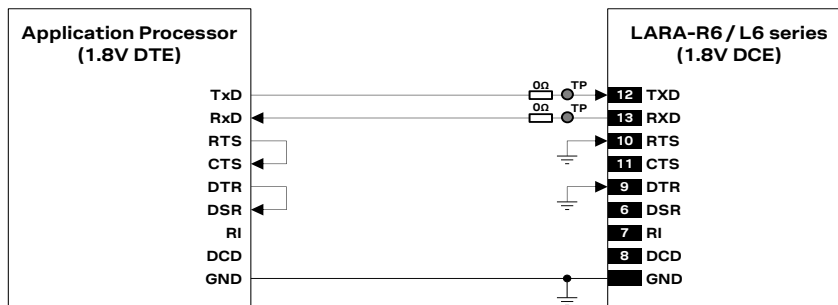 Application Processor
(1.8V DTE)
LARA-R6 / L6 series
(1.8V DCE)
TxD 0Ω TP 12 TXD
RxD 0Ω TP 13 RXD
RTS 10 RTS
CTS 11 CTS
DTR 9 DTR
DSR 6 DSR
RI 7 RI
DCD 8 DCD
GND GND